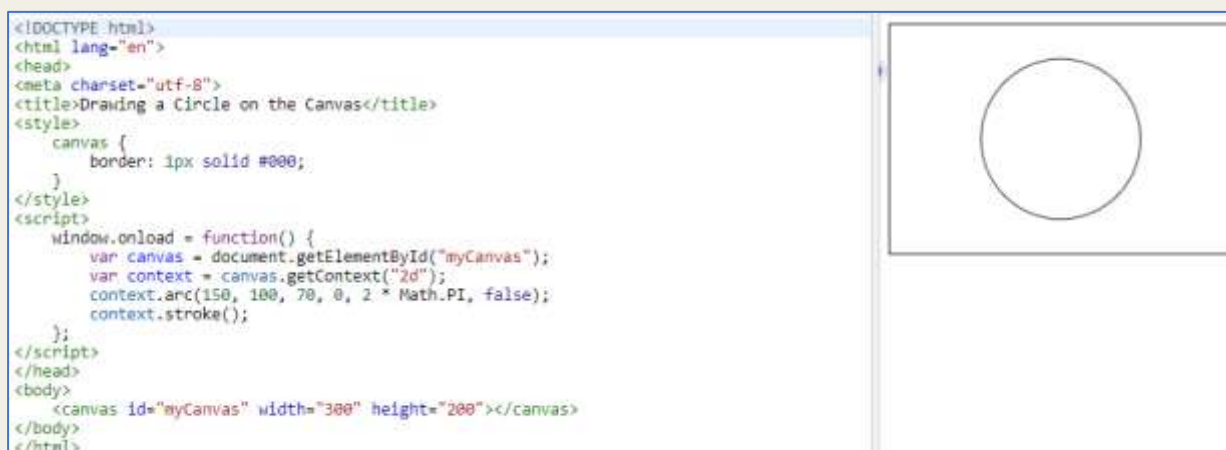 <!DOCTYPE html>
<html lang="en">
<head>
<meta charset="utf-8">
<title>Drawing a Circle on the Canvas</title>
<style>
    canvas {
        border: 1px solid #000;
    }
</style>
<script>
    window.onload = function() {
        var canvas = document.getElementById("myCanvas");
        var context = canvas.getContext("2d");
        context.arc(150, 100, 70, 0, 2 * Math.PI, false);
        context.stroke();
    };
</script>
</head>
<body>
    <canvas id="myCanvas" width="300" height="200"></canvas>
</body>
</html>